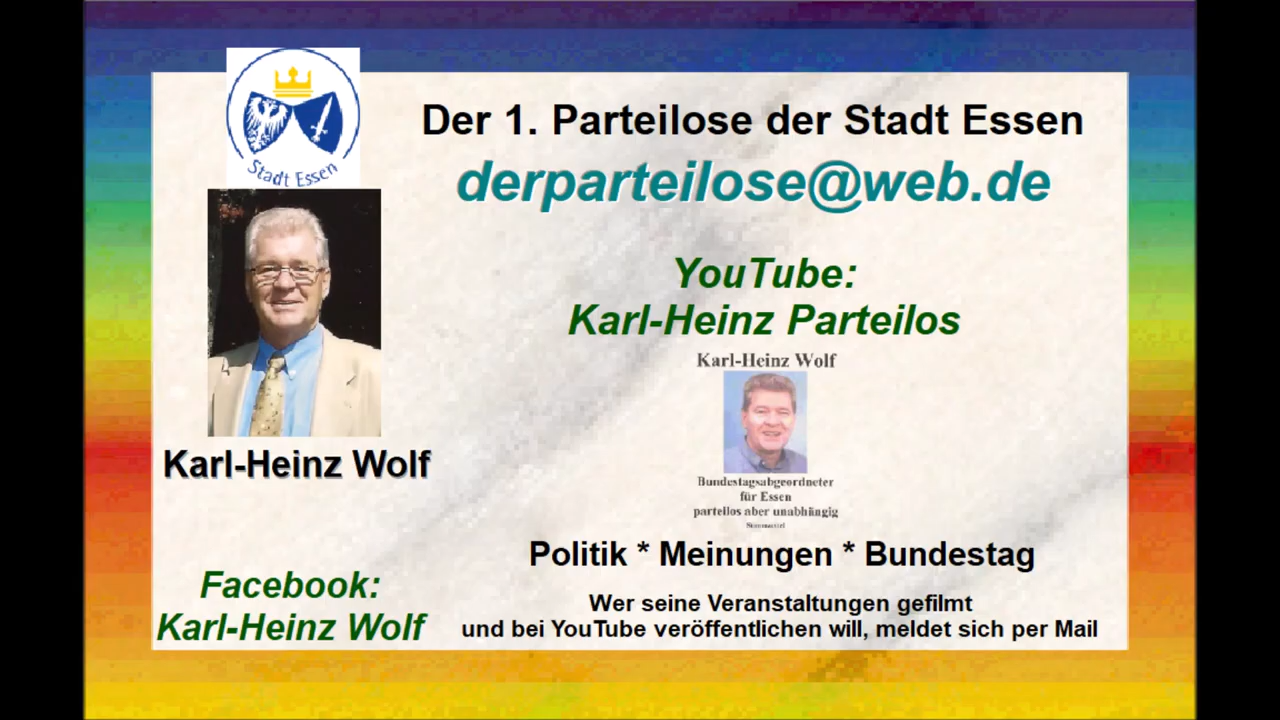 Stadt Essen
Der 1. Parteilose der Stadt Essen
derparteilose@web.de
YouTube:
Karl-Heinz Parteilos
Karl-Heinz Wolf
Bundestagsabgeordneter
für Essen
parteilos aber unabhängig
Karl-Heinz Wolf
Politik * Meinungen * Bundestag
Facebook:
Karl-Heinz Wolf
Wer seine Veranstaltungen gefilmt
und bei YouTube veröffentlichen will, meldet sich per Mail